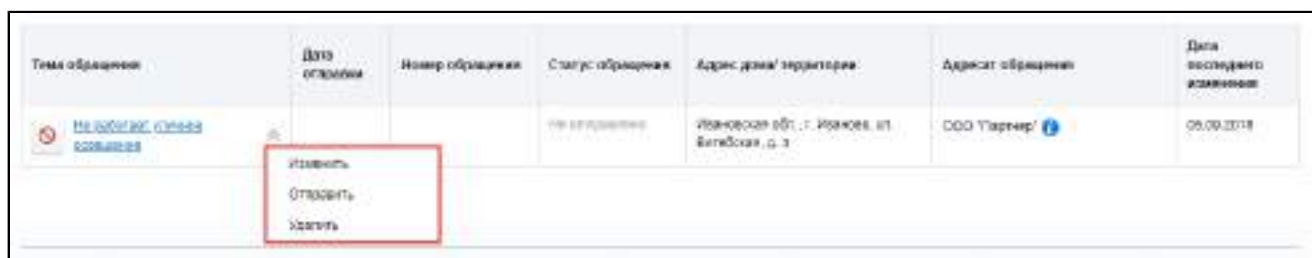 Тема обращения
Дата
отправки
Номер обращения
Статус обращения
Адрес дома/ территории
Адресат обращения
Дата
последнего
изменения
Не работает уличное
освещение
Не отправлено
Ивановская обл., г. Иваново, ул.
Витебская, д. 3
ООО "Партнер"
05.09.2018
Изменить
Отправить
Удалить